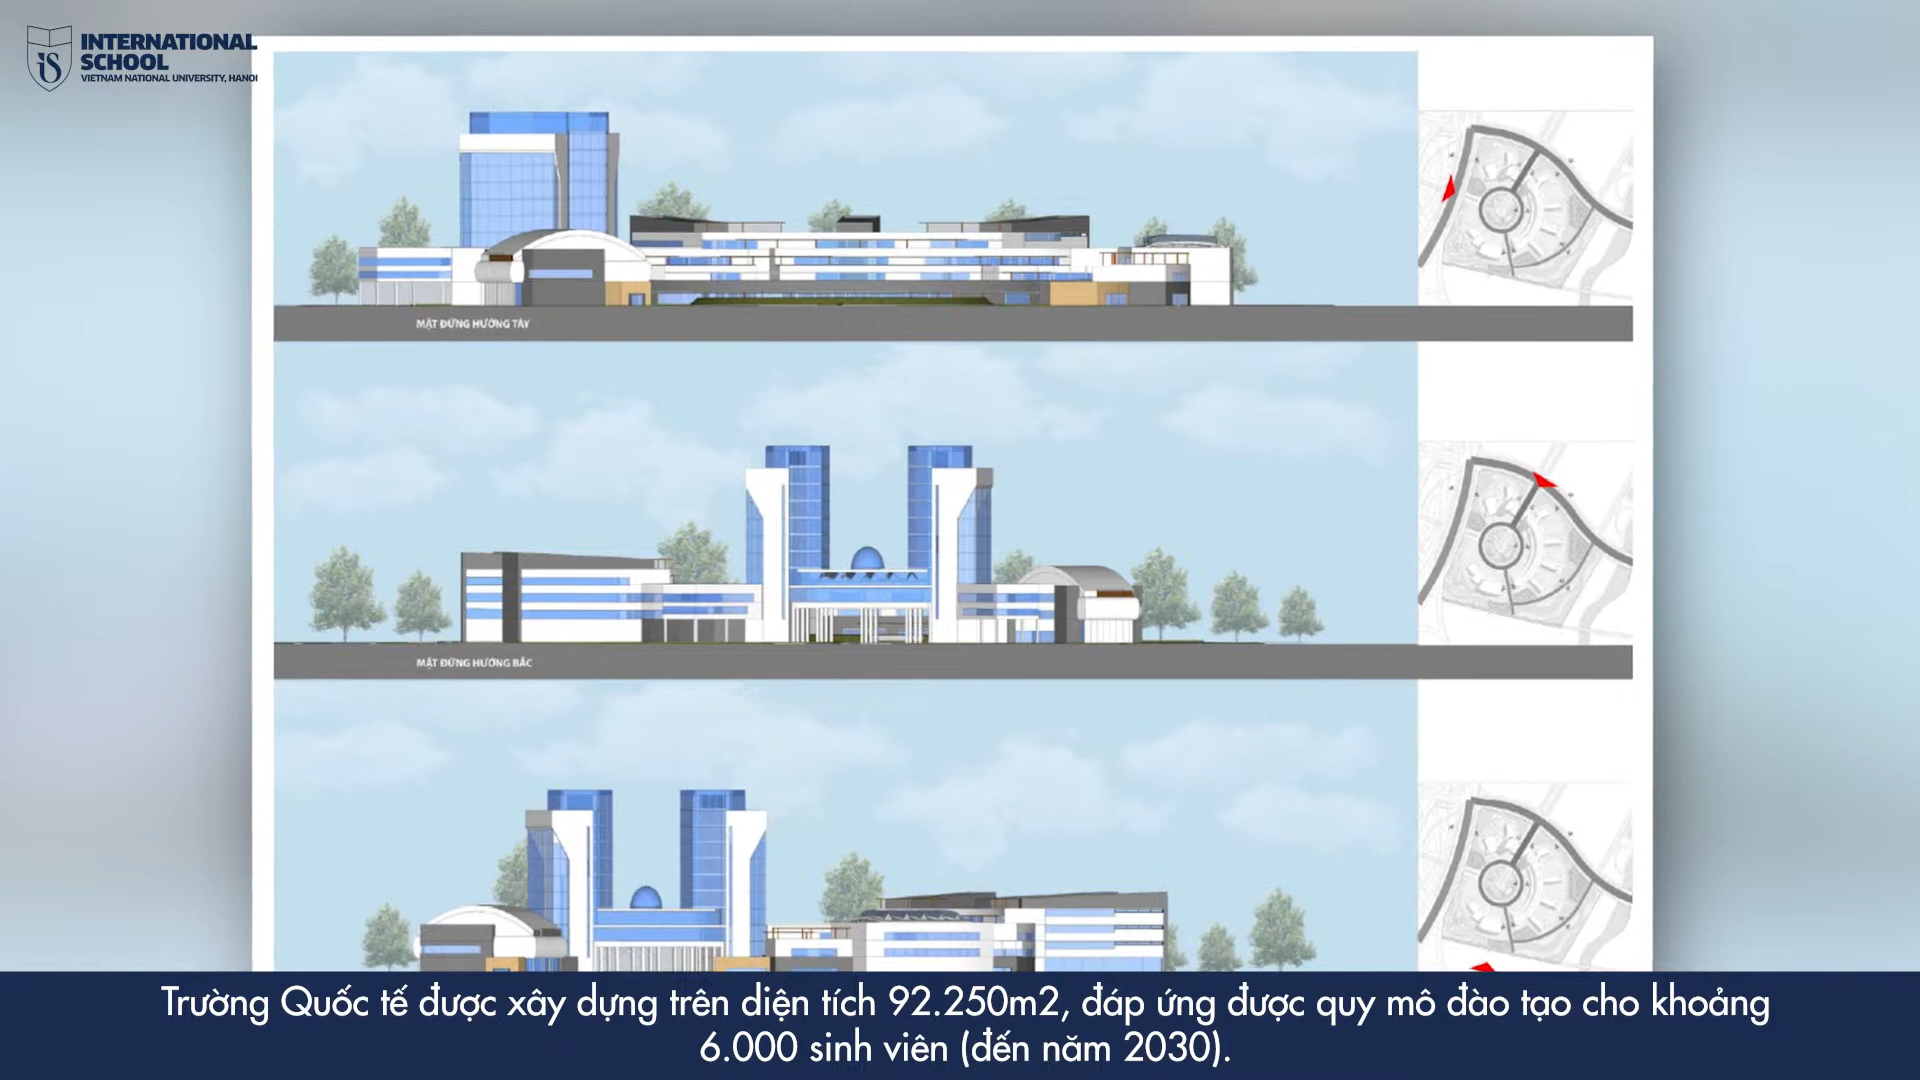 INTERNATIONAL
SCHOOL
VIETNAM NATIONAL UNIVERSITY, HANOI
iS
MẶT ĐỨNG HƯỚNG TÂY
MẶT ĐỨNG HƯỚNG BẮC
Trường Quốc tế được xây dựng trên diện tích 92.250m2, đáp ứng được quy mô đào tạo cho khoảng
6.000 sinh viên (đến năm 2030).